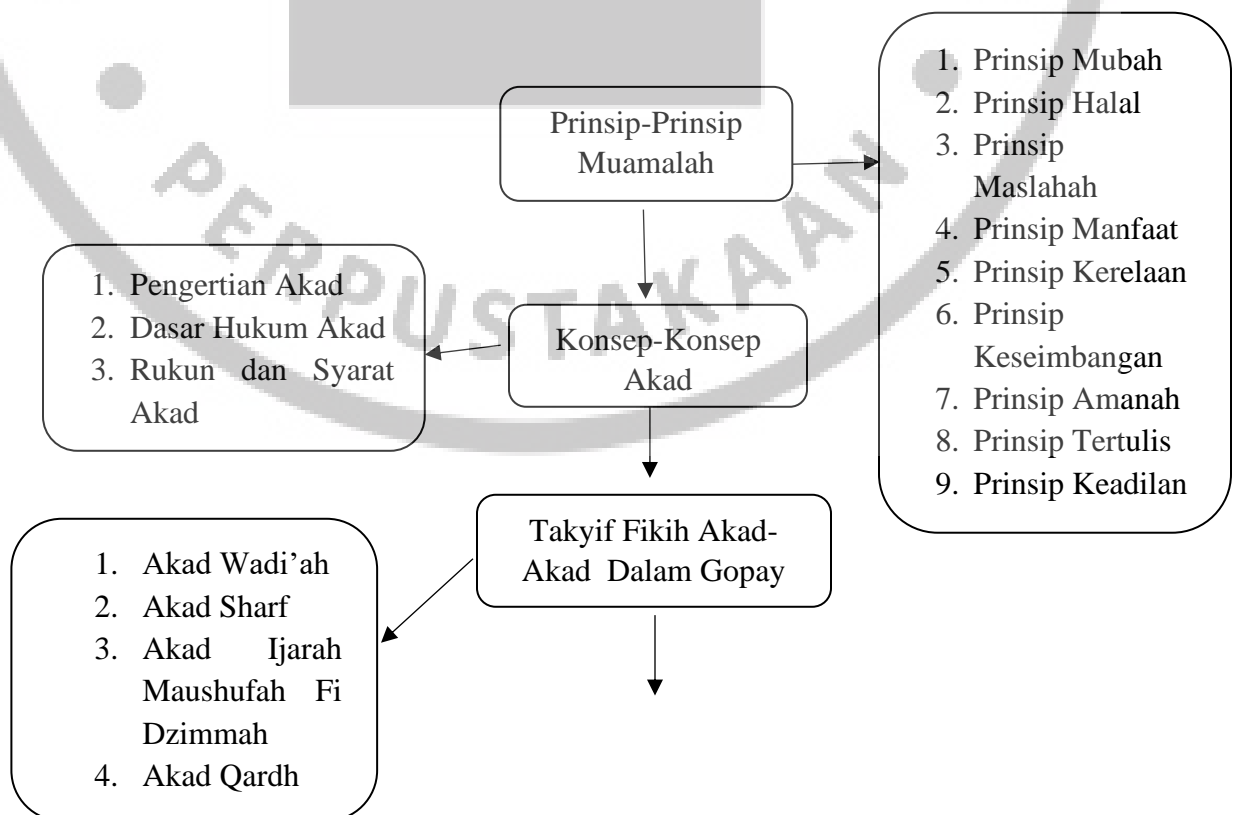 Prinsip-Prinsip
Muamalah
1. Prinsip Mubah
2. Prinsip Halal
3. Prinsip
Maslahah
4. Prinsip Manfaat
5. Prinsip Kerelaan
6. Prinsip
Keseimbangan
7. Prinsip Amanah
8. Prinsip Tertulis
9. Prinsip Keadilan
Konsep-Konsep
Akad
1. Pengertian Akad
2. Dasar Hukum Akad
3. Rukun dan Syarat
Akad
Takyif Fikih Akad-
Akad Dalam Gopay
1. Akad Wadi’ah
2. Akad Sharf
3. Akad Ijarah
Maushufah Fi
Dzimmah
4. Akad Qardh
PERPUSTAKAAN